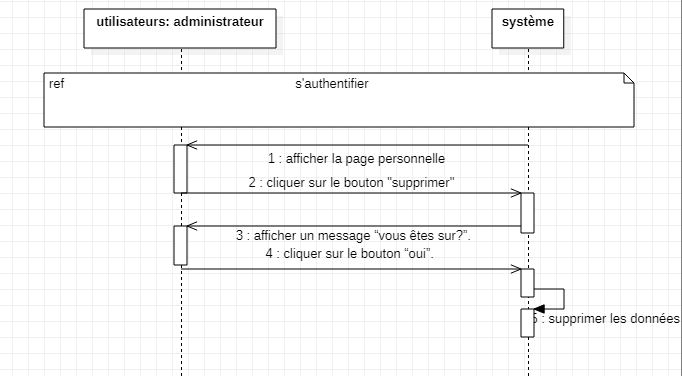 utilisateurs: administrateur
système
ref
s'authentifier
1 : afficher la page personnelle
2 : cliquer sur le bouton "supprimer"
3 : afficher un message “vous êtes sur?”.
4 : cliquer sur le bouton “oui”.
5 : supprimer les données